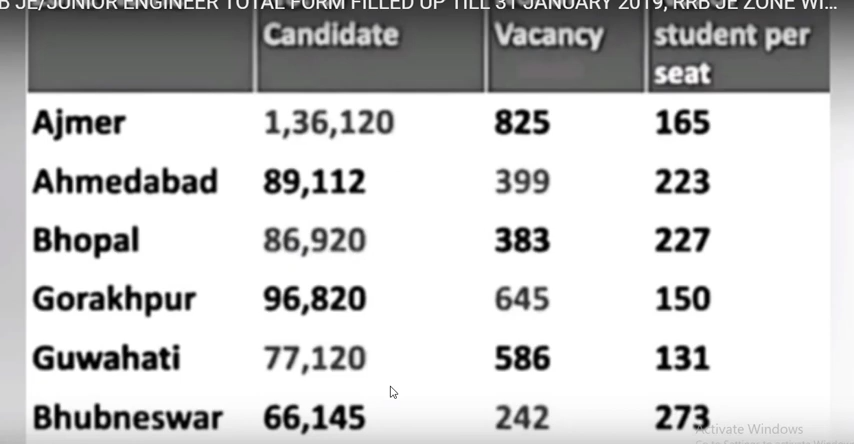 B JE/JUNIOR ENGINEER TOTAL FORM FILLED UP TILL 31 JANUARY 2019, RRB JE ZONE WI...
Candidate Vacancy student per seat
Ajmer 1,36,120 825 165
Ahmedabad 89,112 399 223
Bhopal 86,920 383 227
Gorakhpur 96,820 645 150
Guwahati 77,120 586 131
Bhubneswar 66,145 242 273
Activate Windows